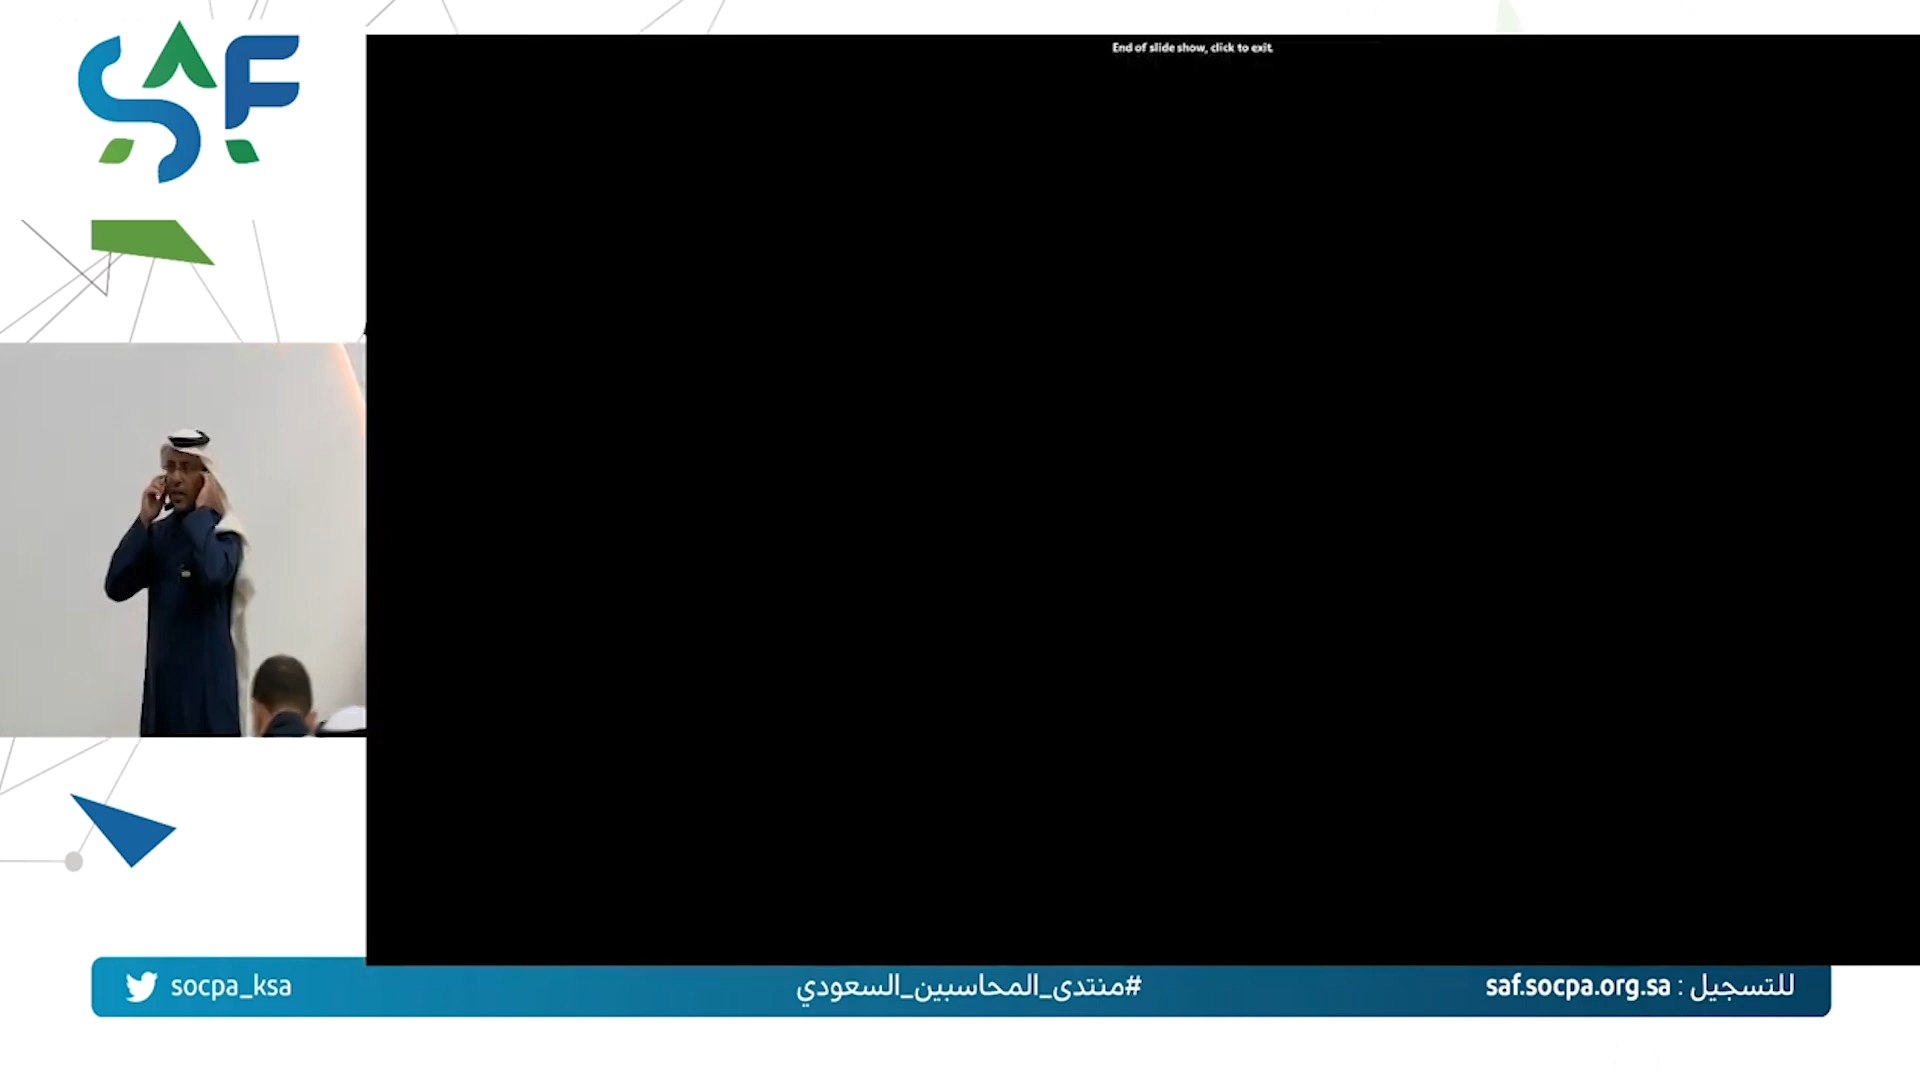 SAF
End of slide show, click to exit.
socpa_ksa
#منتدى_المحاسبين_السعودي
للتسجيل : saf.socpa.org.sa